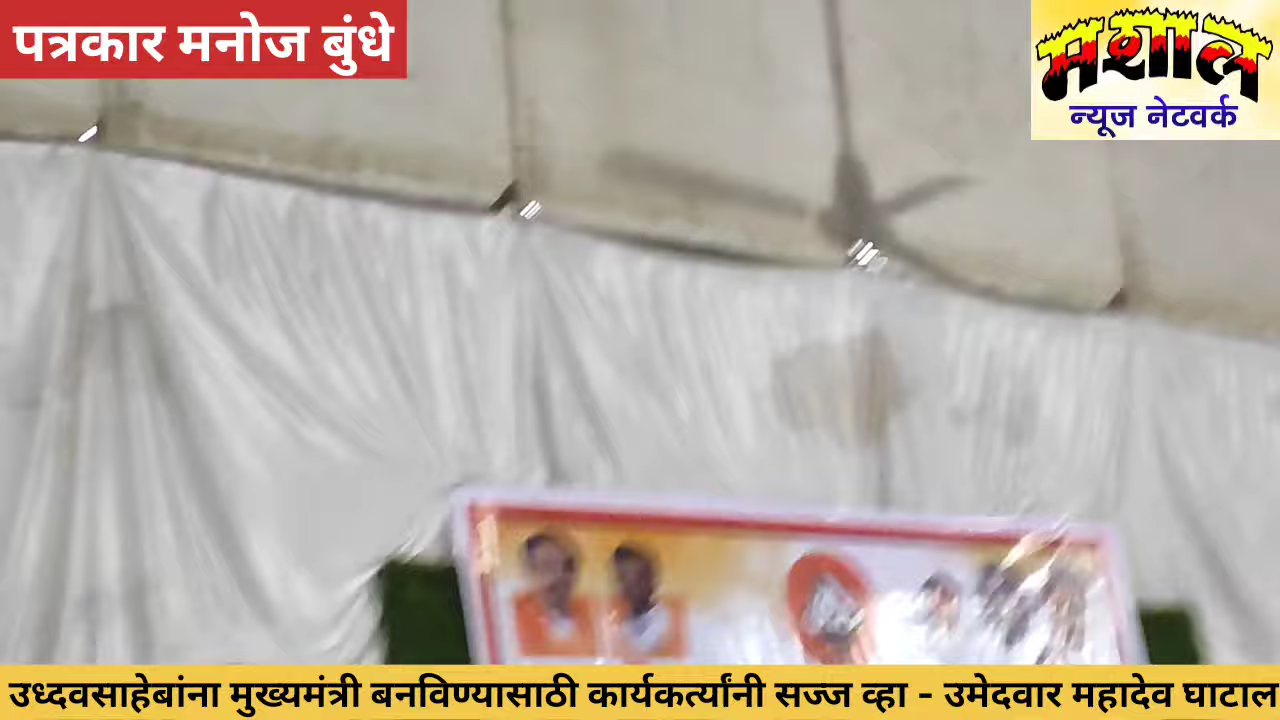 पत्रकार मनोज बुंधे
मशाल
न्यूज नेटवर्क
उध्दवसाहेबांना मुख्यमंत्री बनविण्यासाठी कार्यकर्त्यांनी सज्ज व्हा - उमेदवार महादेव घाटाल